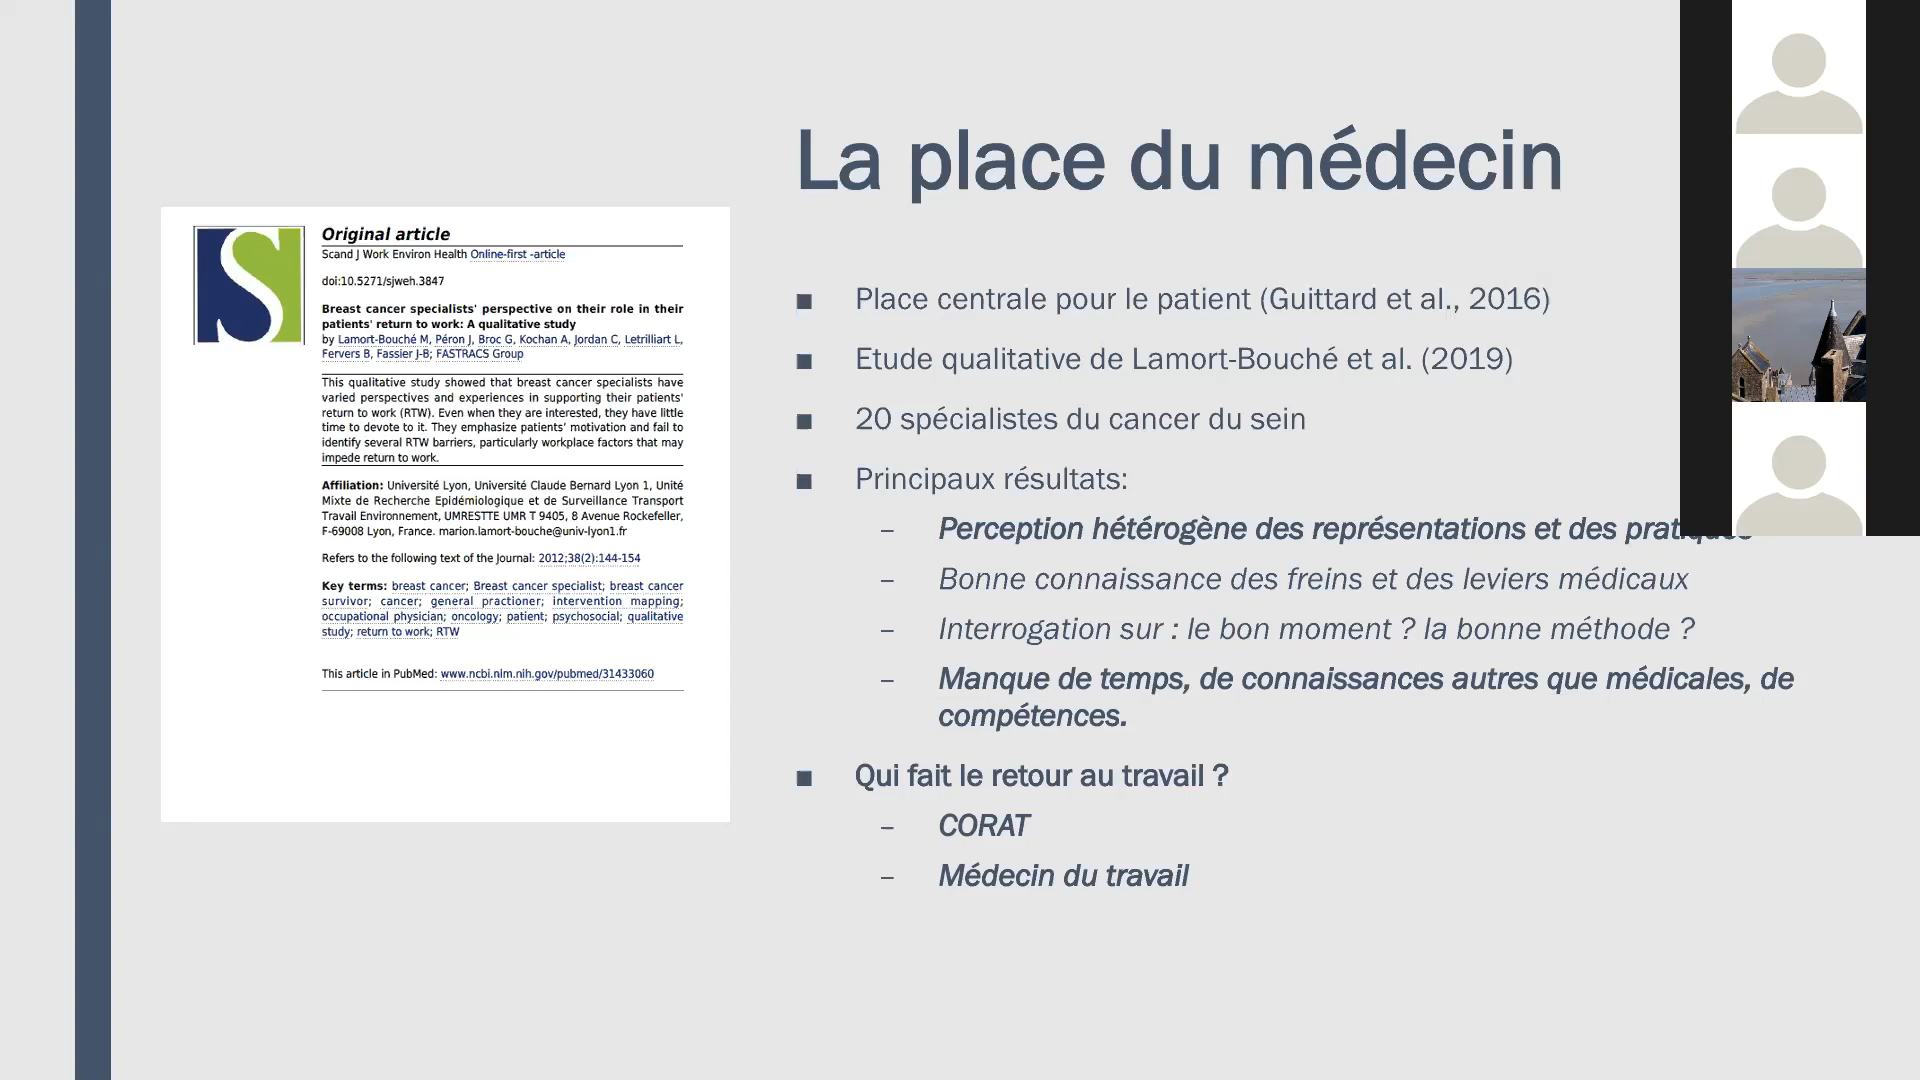 La place du médecin
Original article
Scand J Work Environ Health Online-first -article
doi:10.5271/sjweh.3847
Breast cancer specialists' perspective on their role in their
patients' return to work: A qualitative study
by Lamort-Bouché M, Péron J, Broc G, Kochan A, Jordan C, Letrilliart L,
Fervers B, Fassier J-B; FASTRACS Group
This qualitative study showed that breast cancer specialists have
varied perspectives and experiences in supporting their patients'
return to work (RTW). Even when they are interested, they have little
time to devote to it. They emphasize patients’ motivation and fail to
identify several RTW barriers, particularly workplace factors that may
impede return to work.
Affiliation: Université Lyon, Université Claude Bernard Lyon 1, Unité
Mixte de Recherche Epidémiologique et de Surveillance Transport
Travail Environnement, UMRESTTE UMR T 9405, 8 Avenue Rockefeller,
F-69008 Lyon, France. marion.lamort-bouche@univ-lyon1.fr
Refers to the following text of the Journal: 2012;38(2):144-154
Key terms: breast cancer; Breast cancer specialist; breast cancer
survivor; cancer; general practioner; intervention mapping;
occupational physician; oncology; patient; psychosocial; qualitative
study; return to work; RTW
This article in PubMed: www.ncbi.nlm.nih.gov/pubmed/31433060
■ Place centrale pour le patient (Guittard et al., 2016)
■ Etude qualitative de Lamort-Bouché et al. (2019)
■ 20 spécialistes du cancer du sein
■ Principaux résultats:
– Perception hétérogène des représentations et des pratiques
– Bonne connaissance des freins et des leviers médicaux
– Interrogation sur : le bon moment ? la bonne méthode ?
– Manque de temps, de connaissances autres que médicales, de
compétences.
■ Qui fait le retour au travail ?
– CORAT
– Médecin du travail